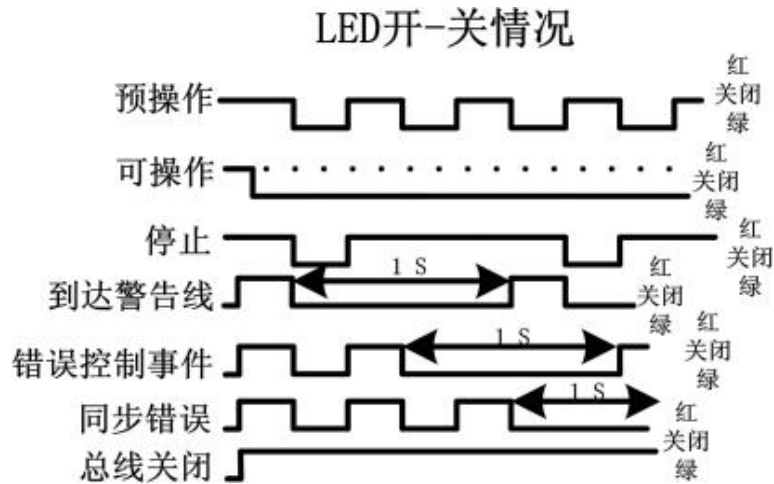 LED开-关情况
预操作
红
关闭
绿
可操作
红
关闭
绿
停止
红
关闭
绿
到达警告线
1 S
红
关闭
绿
错误控制事件
1 S
红
关闭
绿
同步错误
1 S
总线关闭
红
关闭
绿